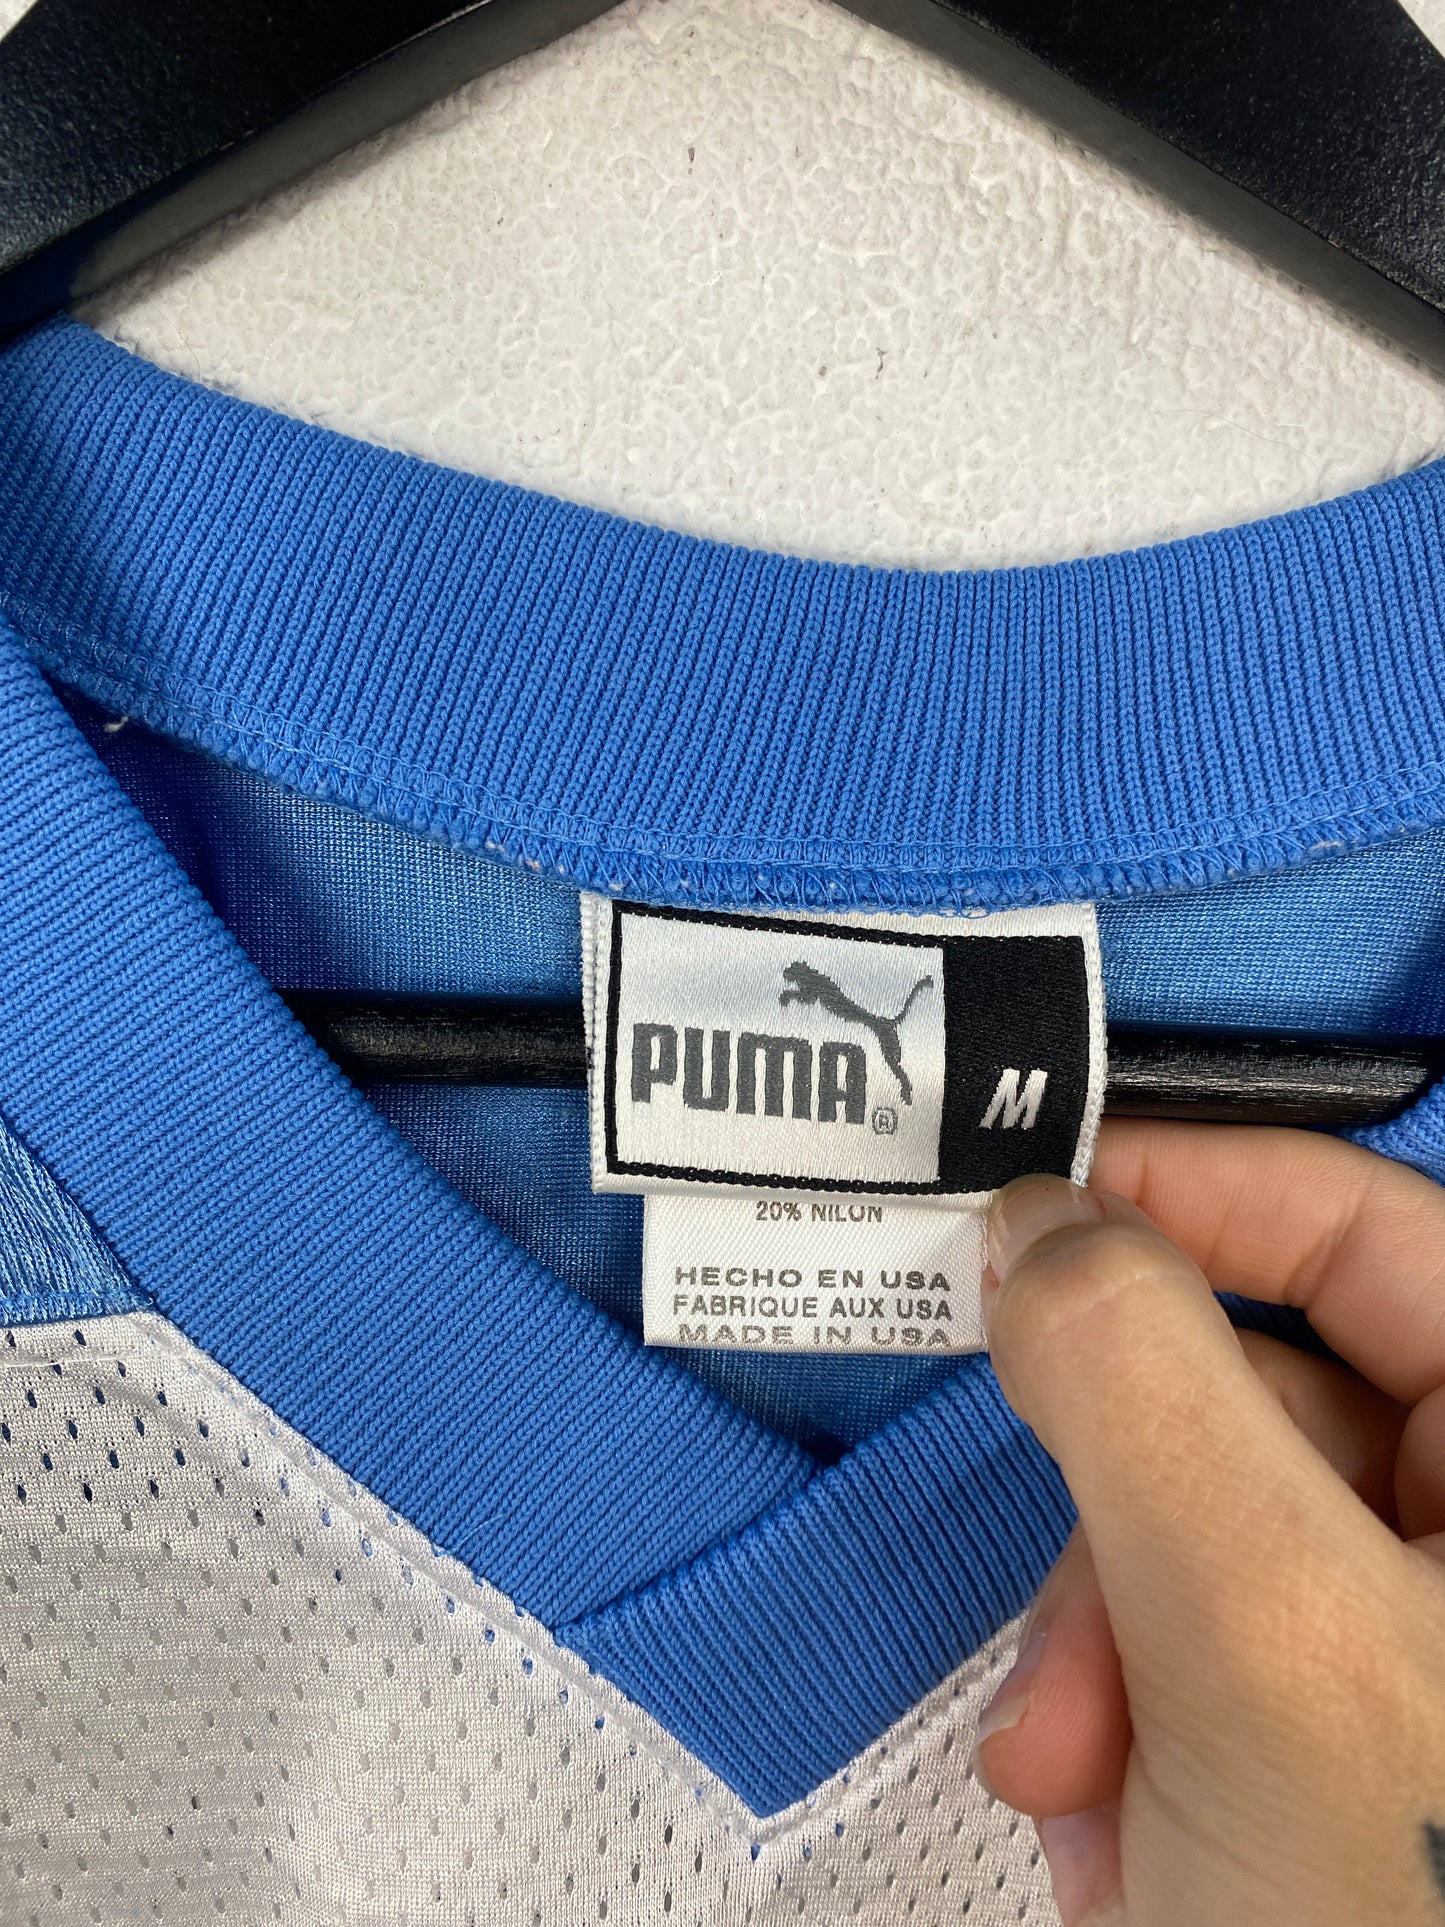 PUMA®
M
20% NILON
HECHO EN USA
FABRIQUE AUX USA
MADE IN USA